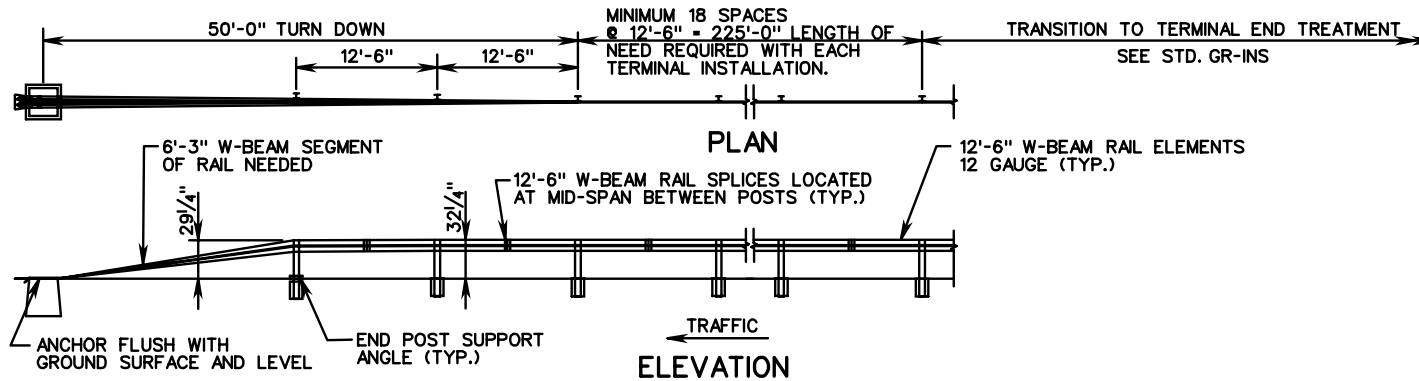 50'-0" TURN DOWN
MINIMUM 18 SPACES
@ 12'-6" = 225'-0" LENGTH OF
NEED REQUIRED WITH EACH
TERMINAL INSTALLATION.
TRANSITION TO TERMINAL END TREATMENT
SEE STD. GR-INS
12'-6"
12'-6"
PLAN
6'-3" W-BEAM SEGMENT
OF RAIL NEEDED
12'-6" W-BEAM RAIL SPLICES LOCATED
AT MID-SPAN BETWEEN POSTS (TYP.)
12'-6" W-BEAM RAIL ELEMENTS
12 GAUGE (TYP.)
29 1/4"
32 1/4"
ANCHOR FLUSH WITH
GROUND SURFACE AND LEVEL
END POST SUPPORT
ANGLE (TYP.)
TRAFFIC
ELEVATION